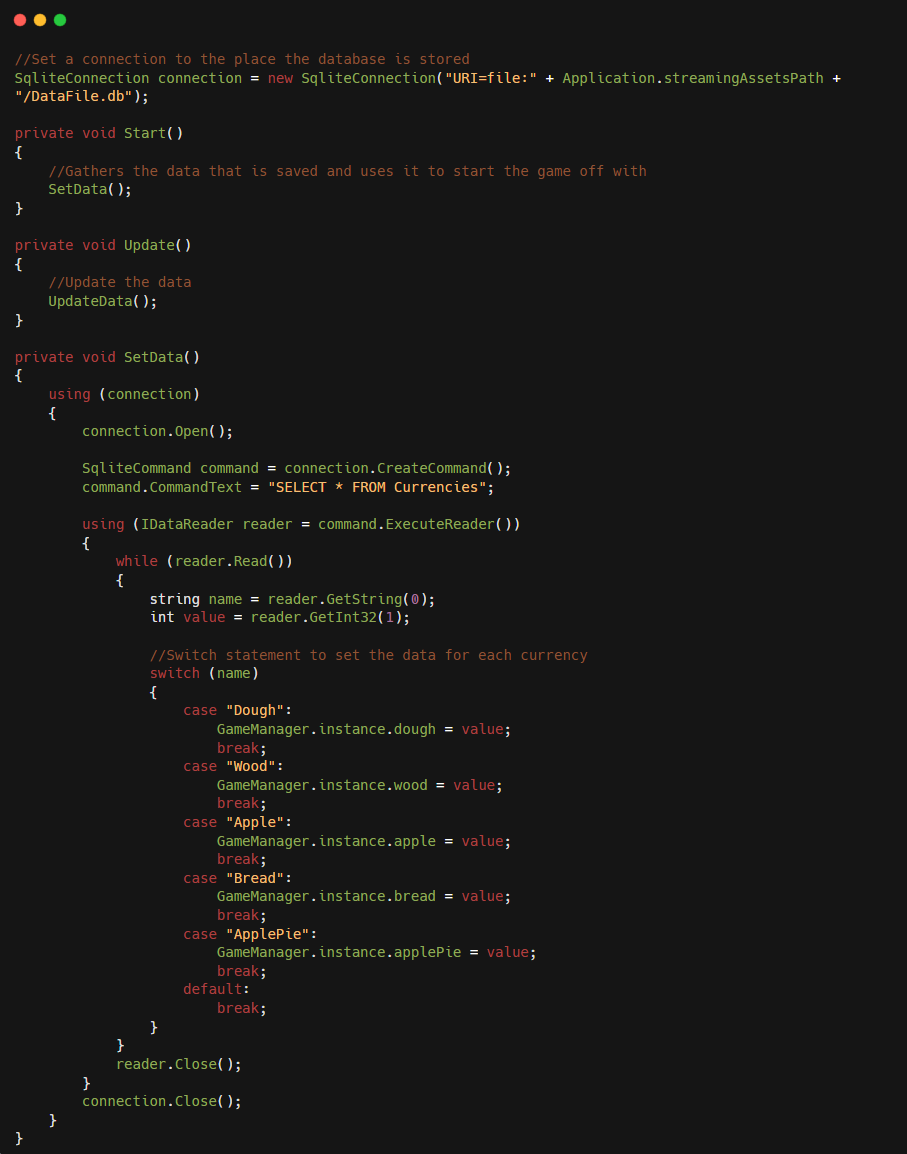 //Set a connection to the place the database is stored
SqliteConnection connection = new SqliteConnection("URI=file:" + Application.streamingAssetsPath +
"/DataFile.db");

private void Start()
{
    //Gathers the data that is saved and uses it to start the game off with
    SetData();
}

private void Update()
{
    //Update the data
    UpdateData();
}

private void SetData()
{
    using (connection)
    {
        connection.Open();

        SqliteCommand command = connection.CreateCommand();
        command.CommandText = "SELECT * FROM Currencies";

        using (IDataReader reader = command.ExecuteReader())
        {
            while (reader.Read())
            {
                string name = reader.GetString(0);
                int value = reader.GetInt32(1);

                //Switch statement to set the data for each currency
                switch (name)
                {
                    case "Dough":
                        GameManager.instance.dough = value;
                        break;
                    case "Wood":
                        GameManager.instance.wood = value;
                        break;
                    case "Apple":
                        GameManager.instance.apple = value;
                        break;
                    case "Bread":
                        GameManager.instance.bread = value;
                        break;
                    case "ApplePie":
                        GameManager.instance.applePie = value;
                        break;
                    default:
                        break;
                }
            }
            reader.Close();
        }
        connection.Close();
    }
}